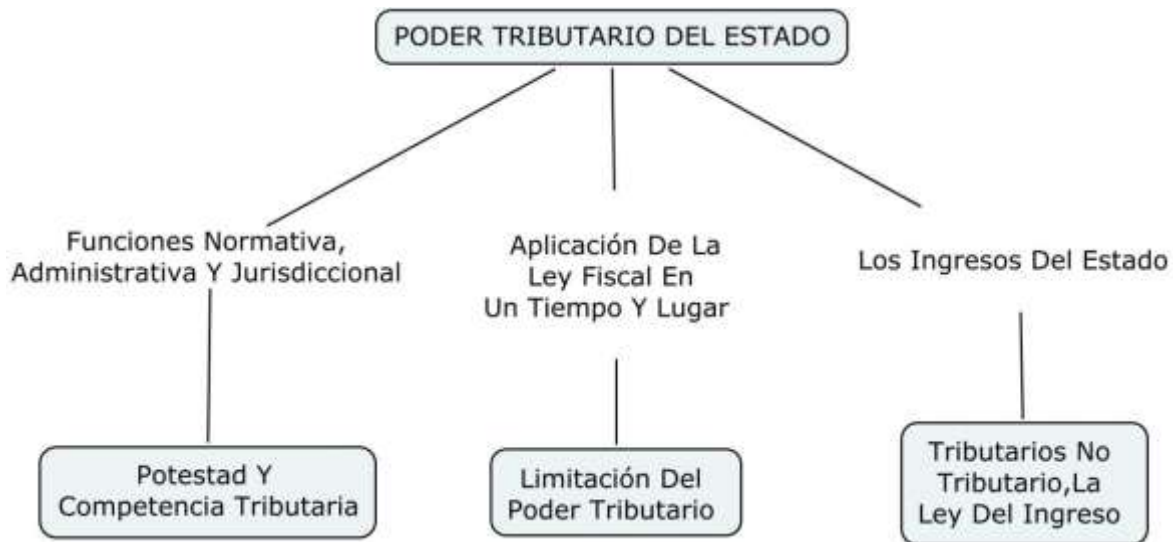 PODER TRIBUTARIO DEL ESTADO
Funciones Normativa,
Administrativa Y Jurisdiccional
Aplicación De La
Ley Fiscal En
Un Tiempo Y Lugar
Los Ingresos Del Estado
Potestad Y
Competencia Tributaria
Limitación Del
Poder Tributario
Tributarios No
Tributario,La
Ley Del Ingreso